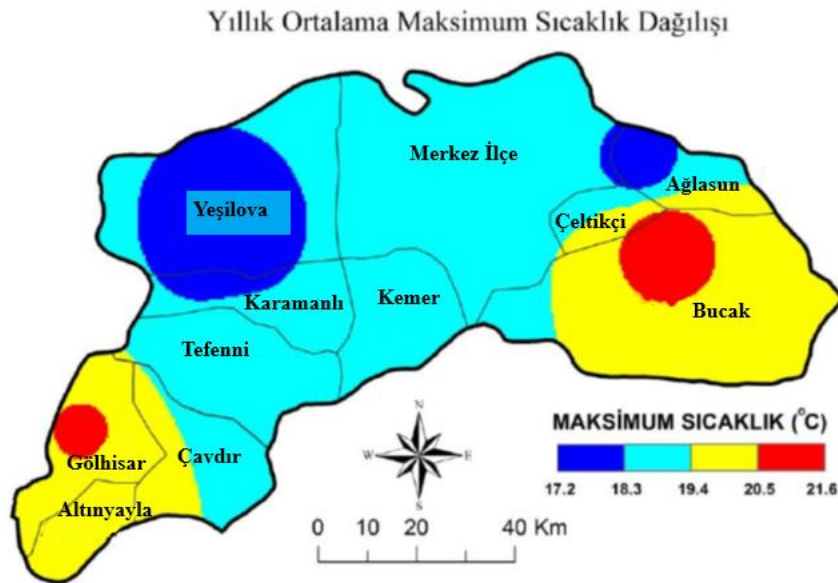 Yıllık Ortalama Maksimum Sıcaklık Dağılışı
Merkez İlçe
Ağlasun
Yeşilova
Çeltikçi
Karamanlı
Kemer
Bucak
Tefenni
Gölhisar
Çavdır
Altınyayla
N
W E
S
MAKSİMUM SICAKLIK (°C)
17.2 18.3 19.4 20.5 21.6
0 10 20 40 Km